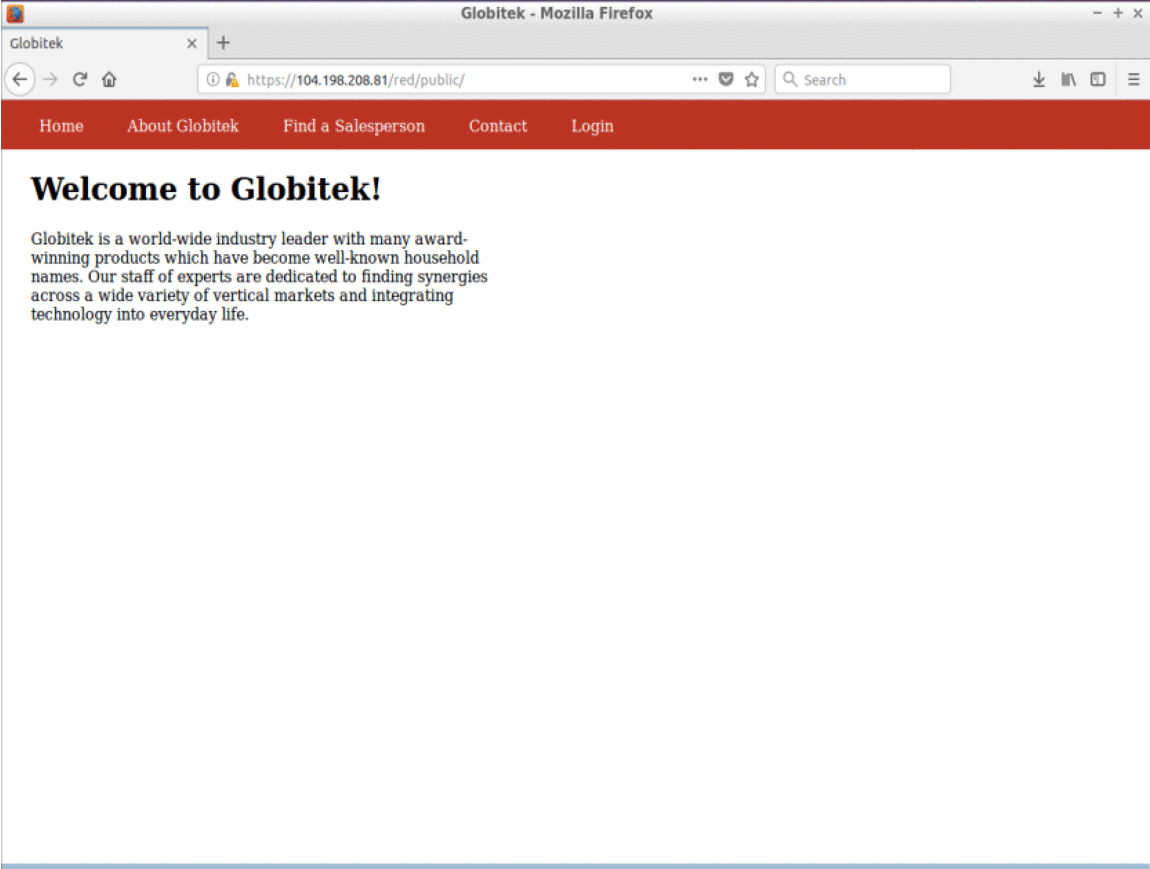 Globitek - Mozilla Firefox
Globitek
https://104.198.208.81/red/public/
Search
Home About Globitek Find a Salesperson Contact Login
Welcome to Globitek!
Globitek is a world-wide industry leader with many award-
winning products which have become well-known household
names. Our staff of experts are dedicated to finding synergies
across a wide variety of vertical markets and integrating
technology into everyday life.